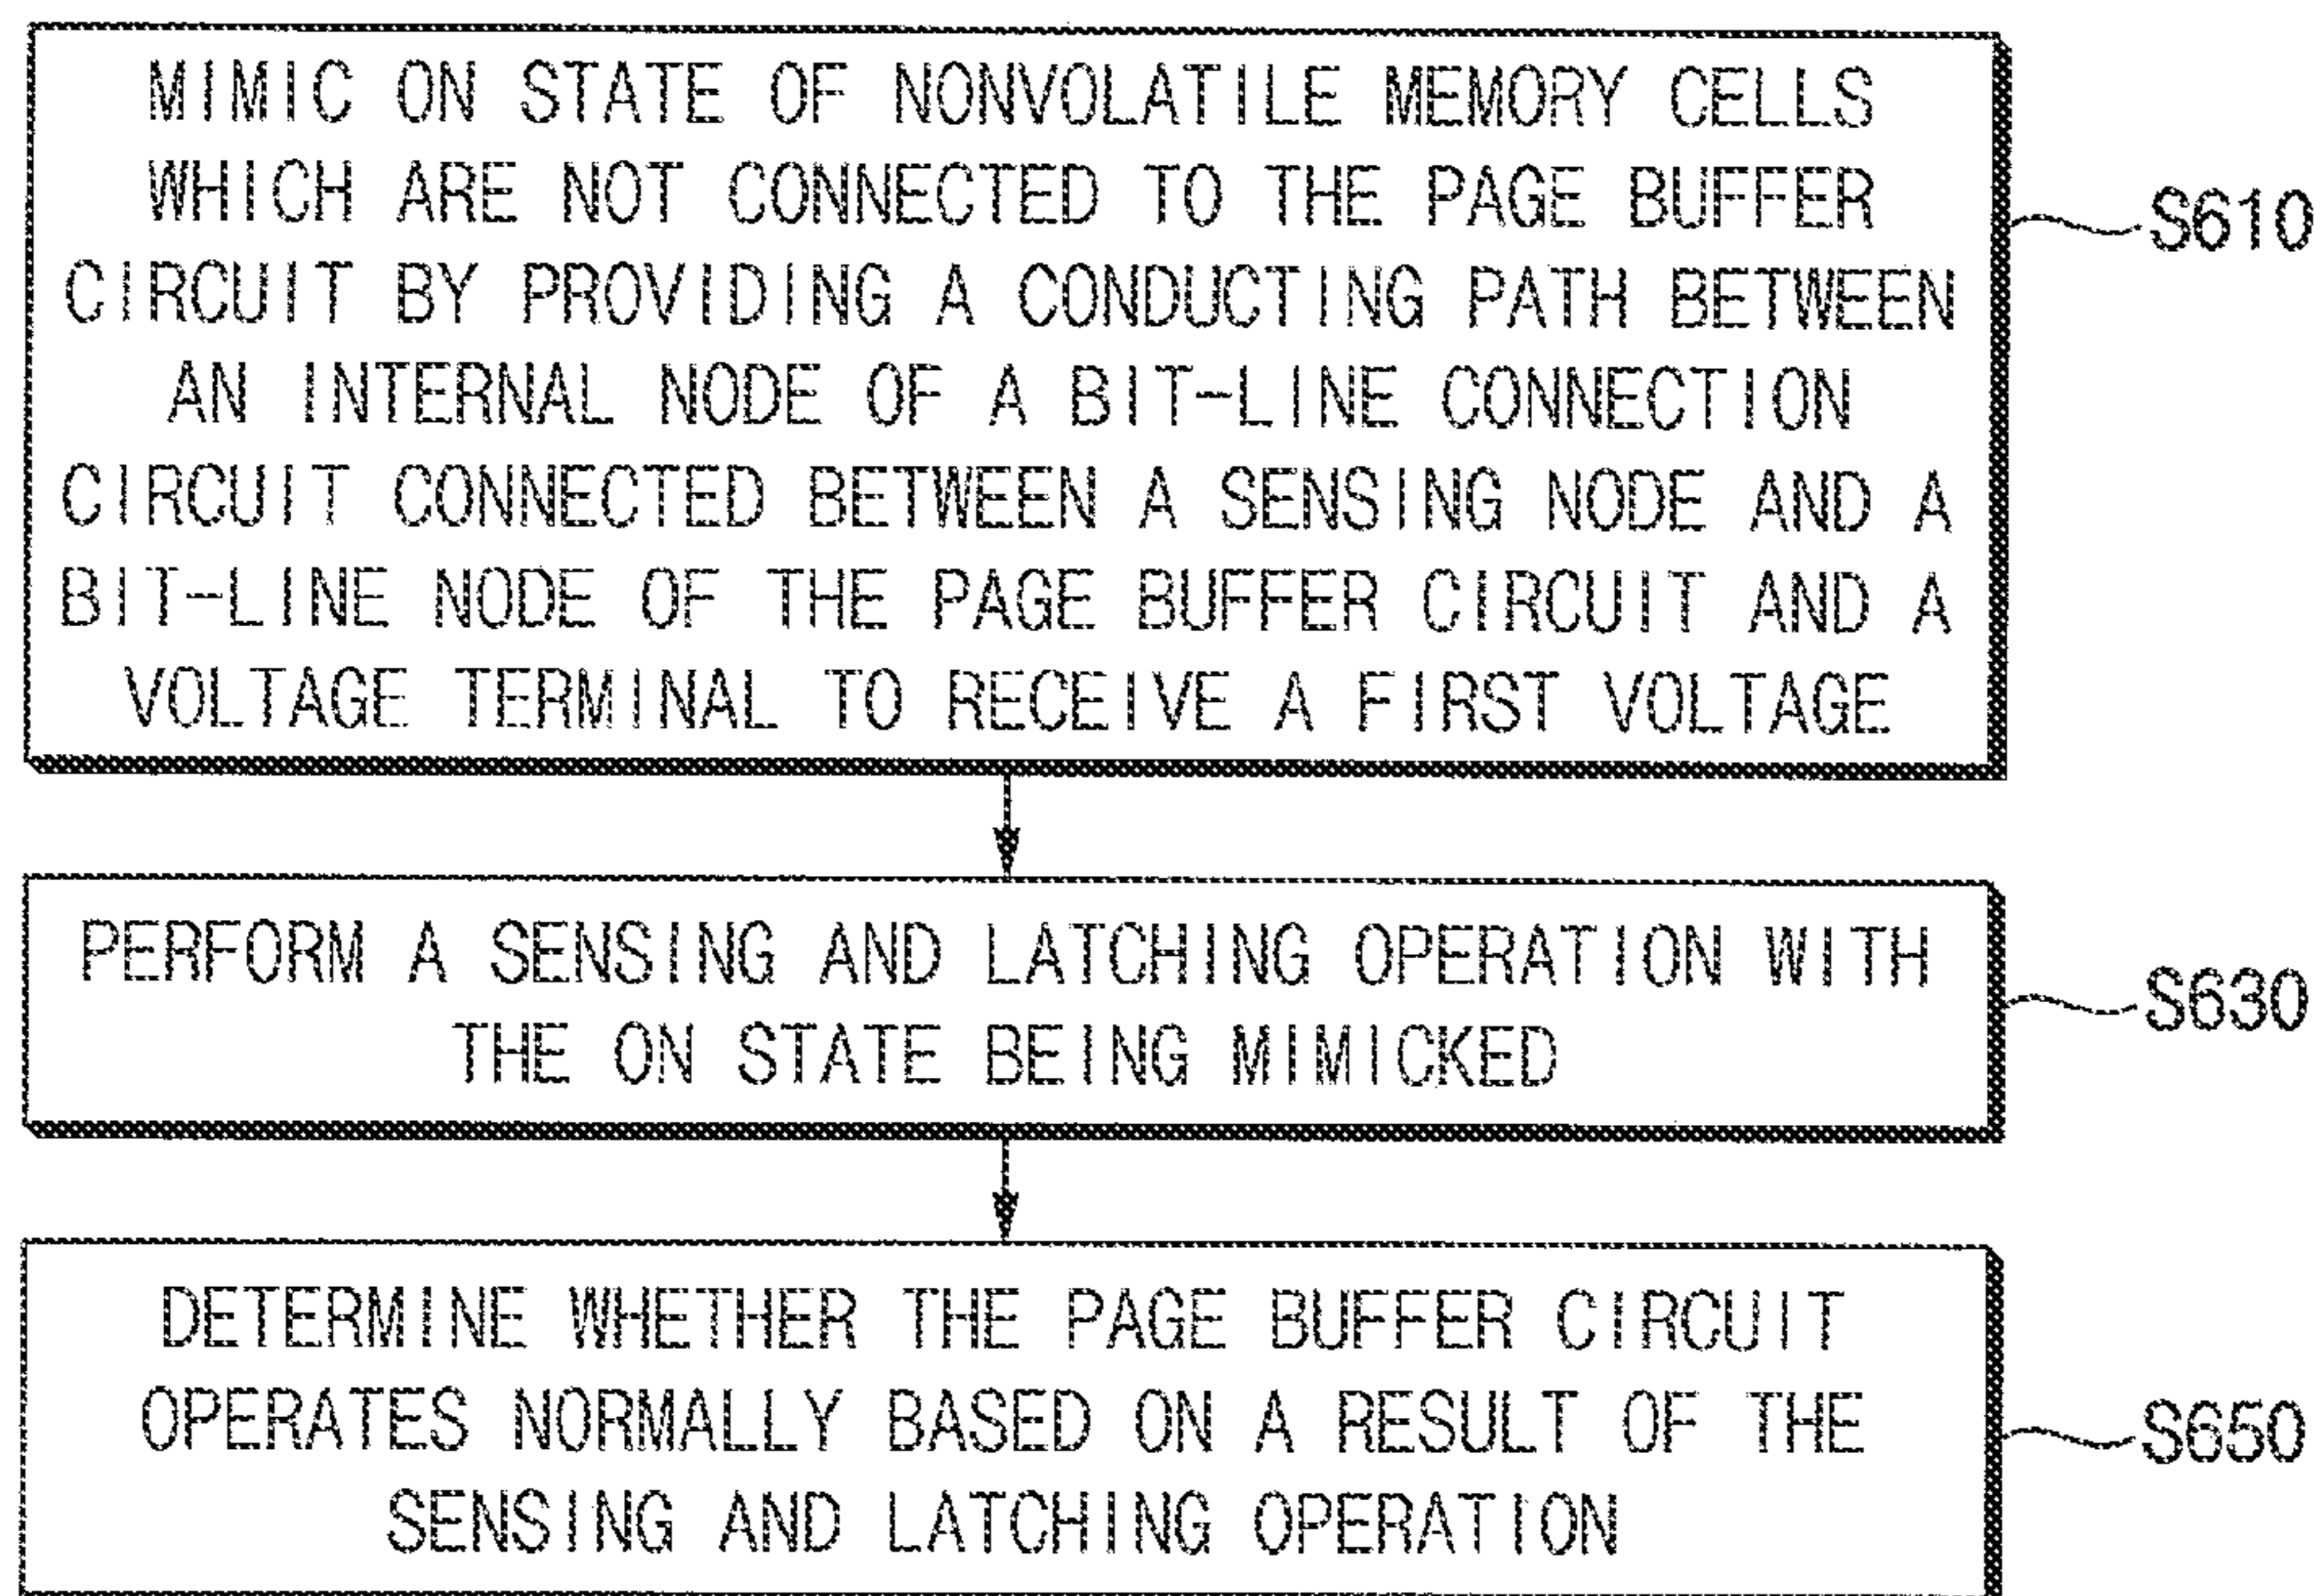 MIMIC ON STATE OF NONVOLATILE MEMORY CELLS
WHICH ARE NOT CONNECTED TO THE PAGE BUFFER
CIRCUIT BY PROVIDING A CONDUCTING PATH BETWEEN
AN INTERNAL NODE OF A BIT-LINE CONNECTION
CIRCUIT CONNECTED BETWEEN A SENSING NODE AND A
BIT-LINE NODE OF THE PAGE BUFFER CIRCUIT AND A
VOLTAGE TERMINAL TO RECEIVE A FIRST VOLTAGE
S610
PERFORM A SENSING AND LATCHING OPERATION WITH
THE ON STATE BEING MIMICKED
S630
DETERMINE WHETHER THE PAGE BUFFER CIRCUIT
OPERATES NORMALLY BASED ON A RESULT OF THE
SENSING AND LATCHING OPERATION
S650